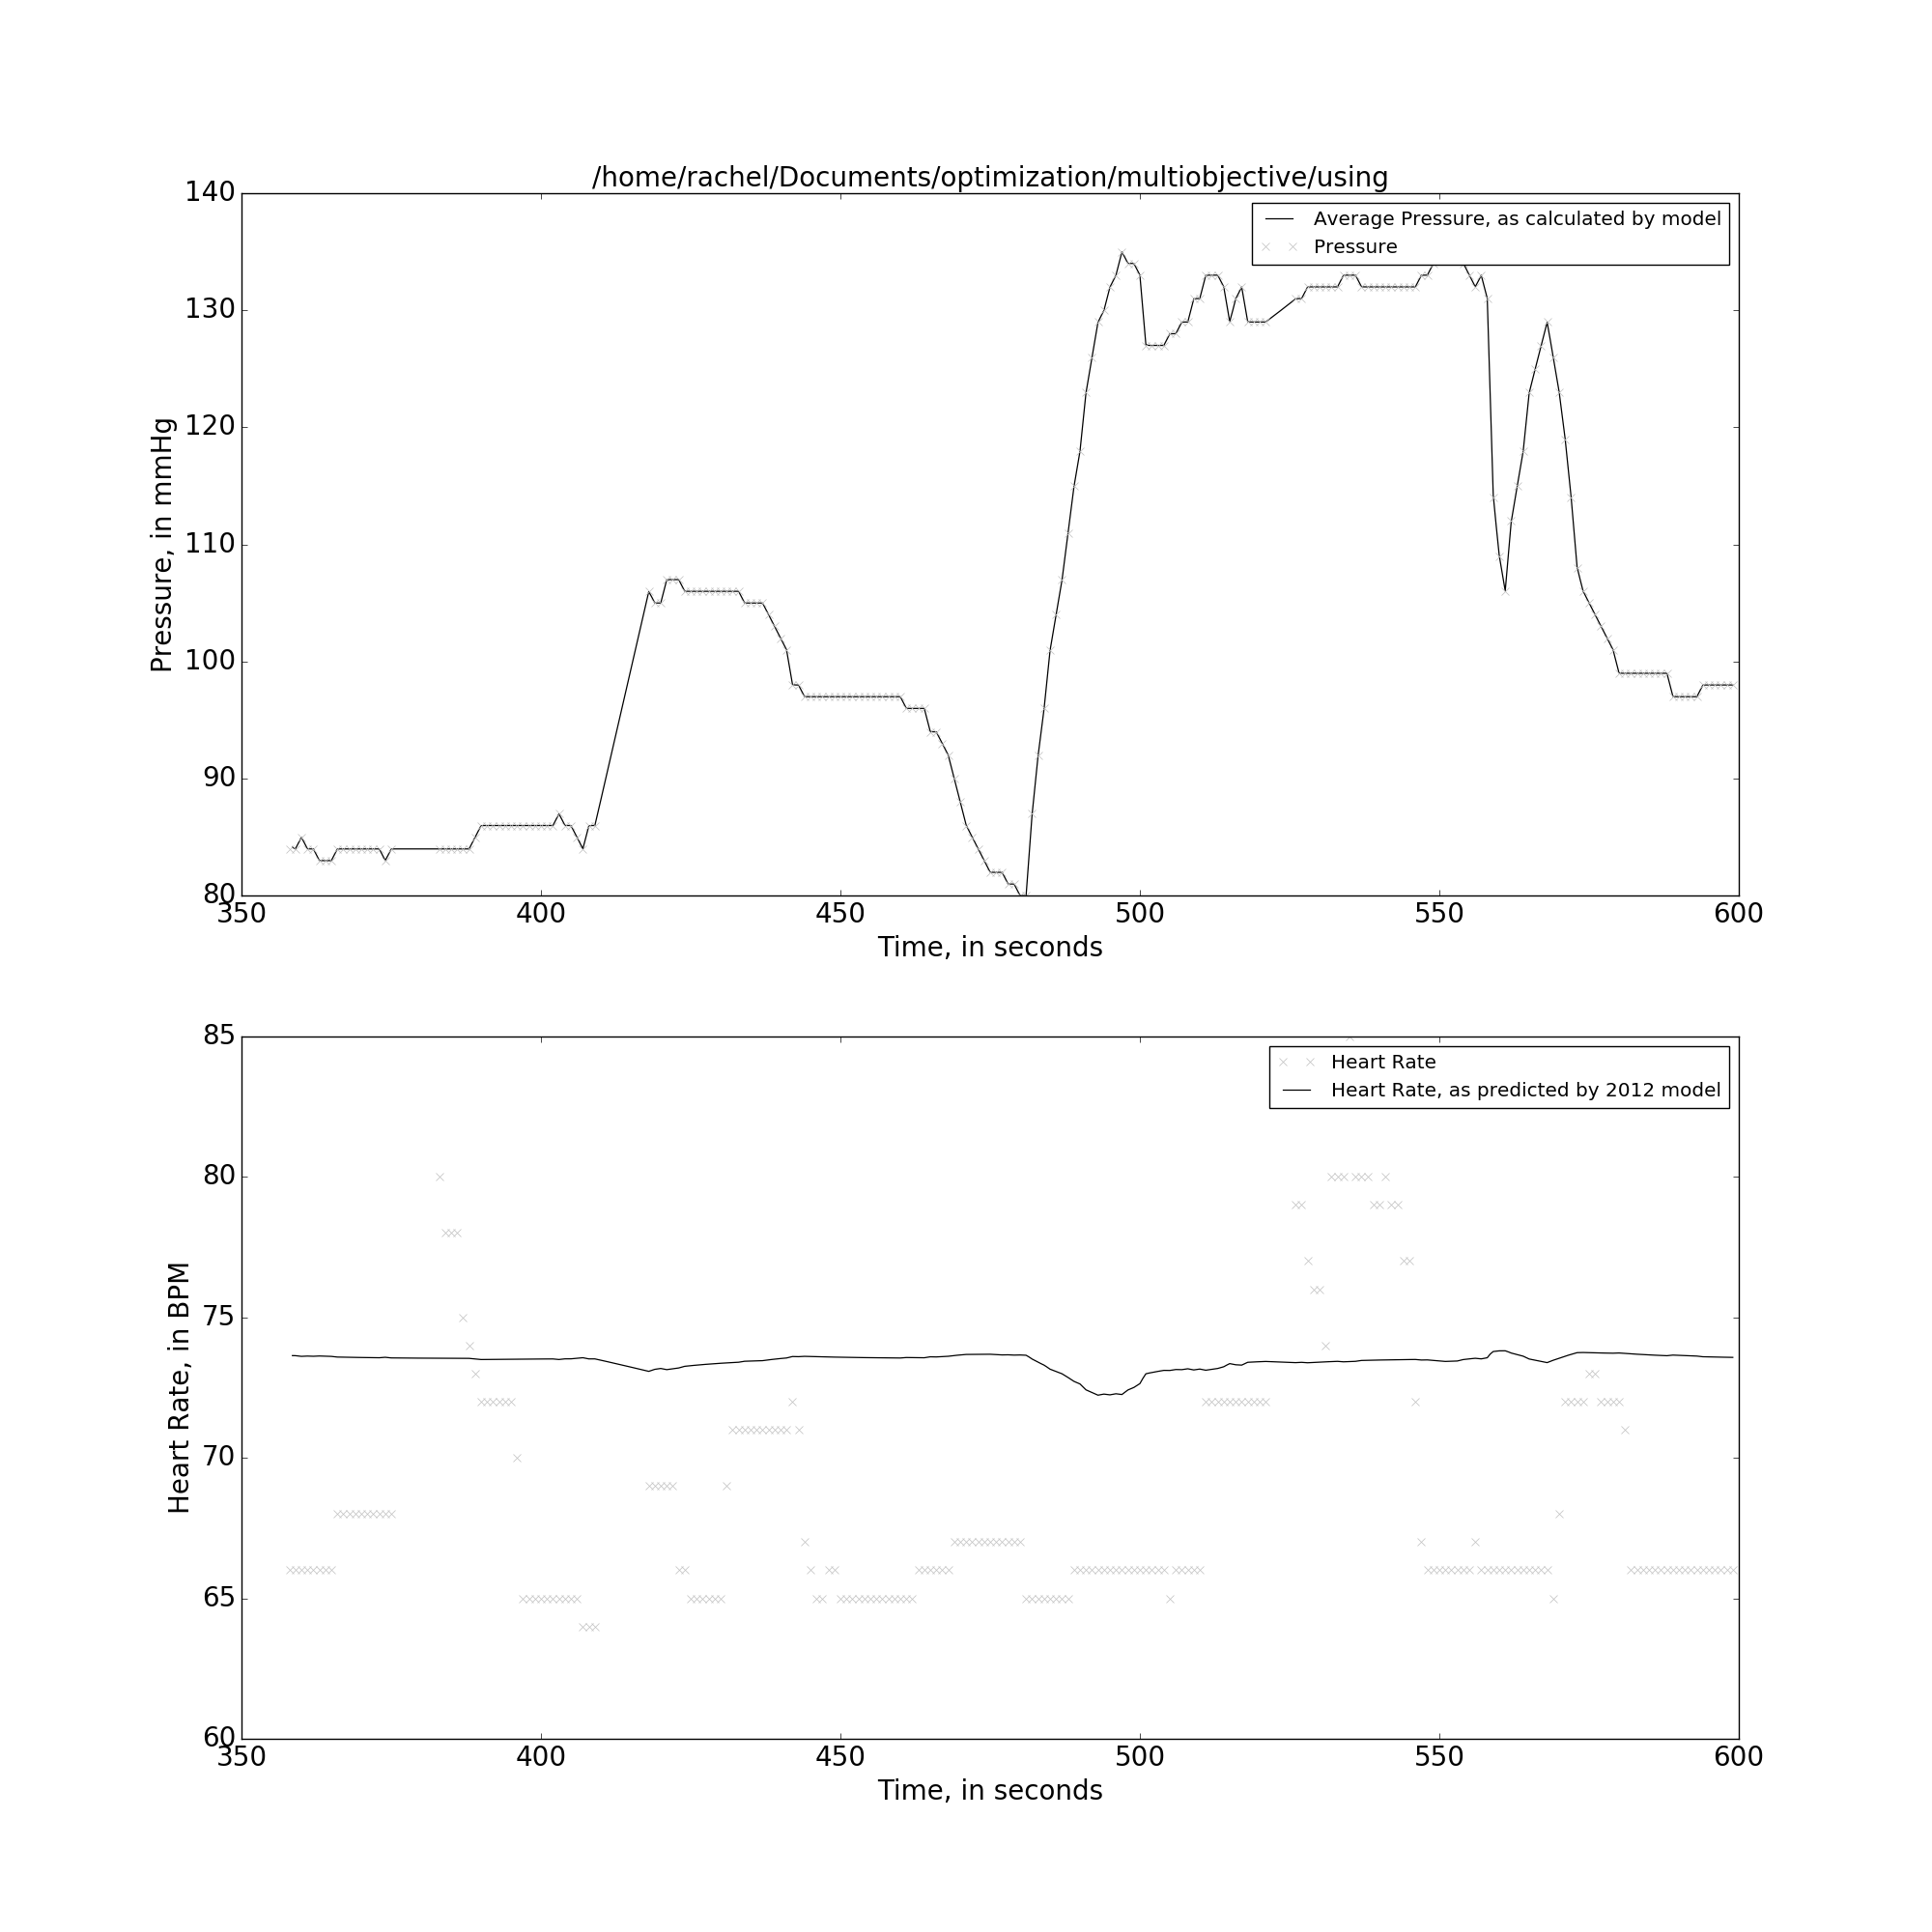 /home/rachel/Documents/optimization/multiobjective/using
140
130
120
110
100
90
80
Pressure, in mmHg
Average Pressure, as calculated by model
Pressure
350 400 450 500 550 600
Time, in seconds
85
80
75
70
65
60
Heart Rate, in BPM
Heart Rate
Heart Rate, as predicted by 2012 model
350 400 450 500 550 600
Time, in seconds